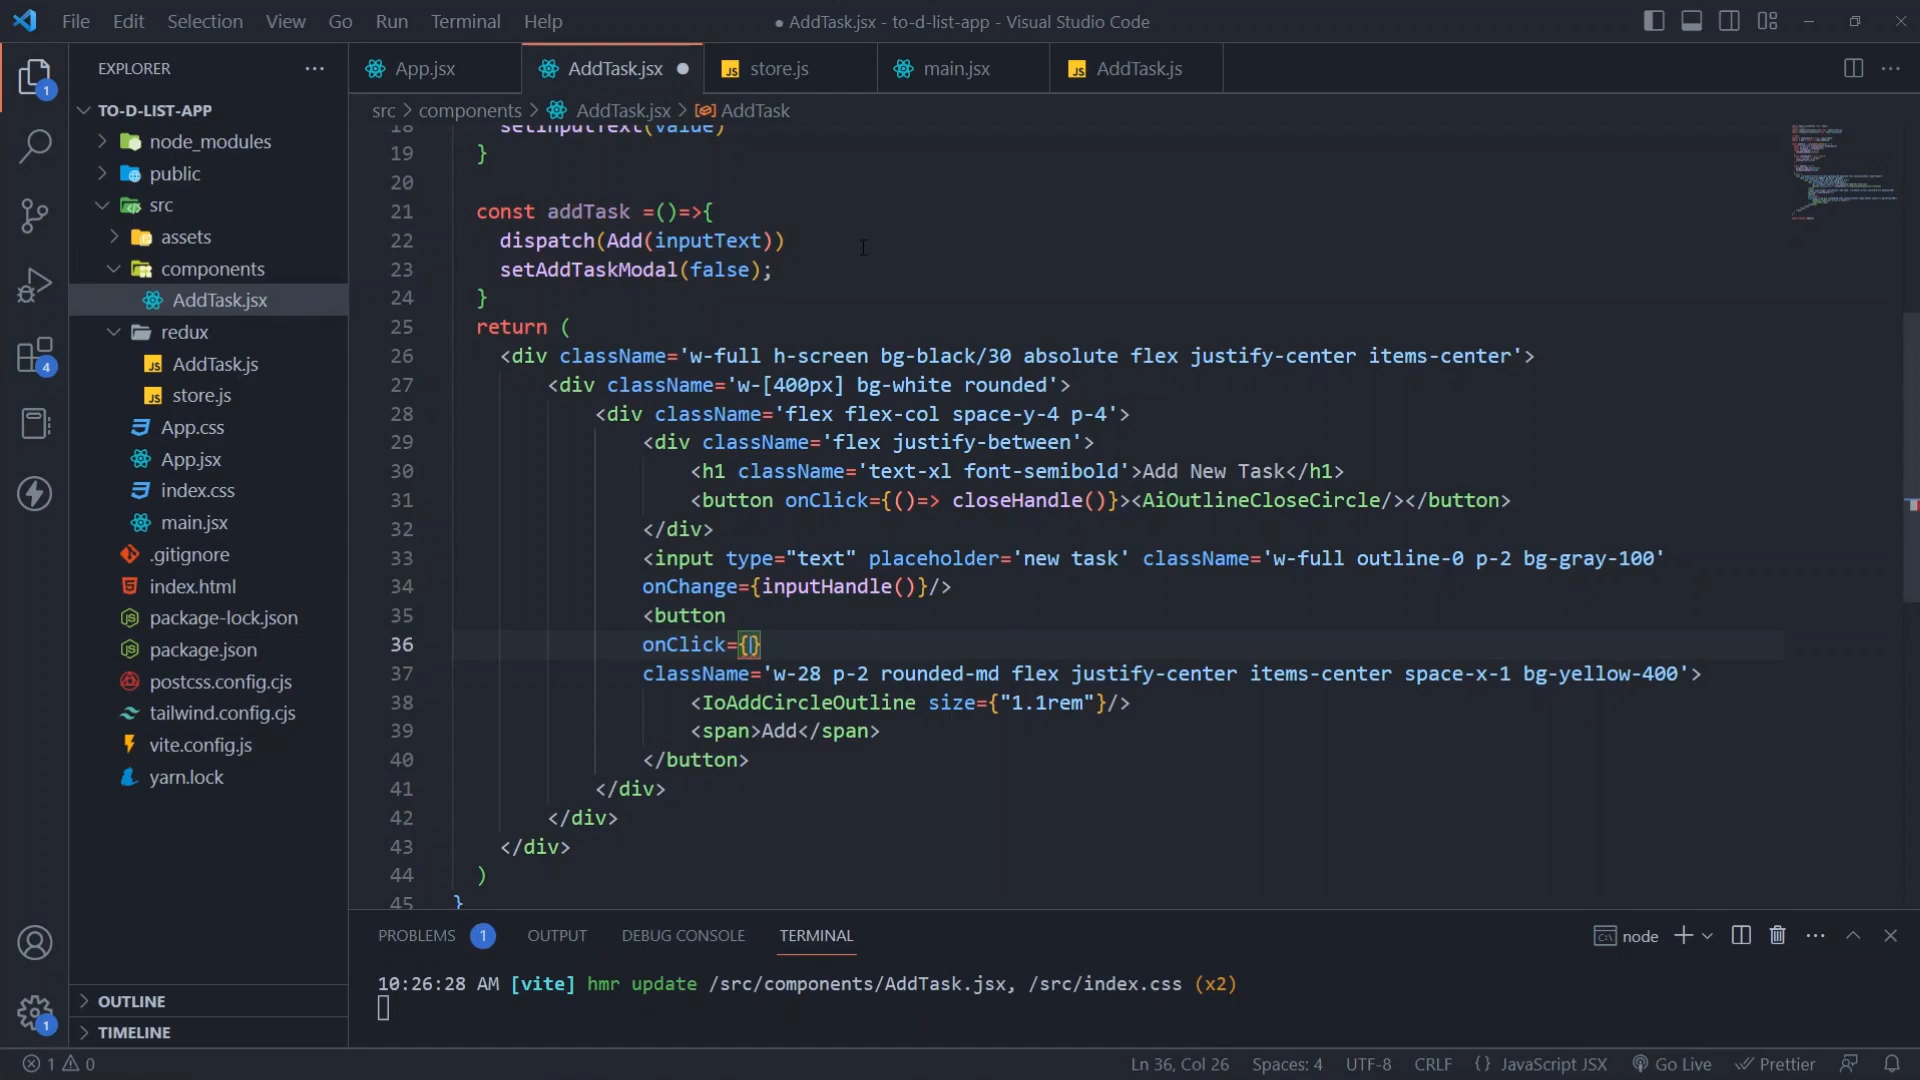 File Edit Selection View Go Run Terminal Help
● AddTask.jsx - to-d-list-app - Visual Studio Code
EXPLORER
TO-D-LIST-APP
node_modules
public
src
assets
components
AddTask.jsx
redux
AddTask.js
store.js
App.css
App.jsx
index.css
main.jsx
.gitignore
index.html
package-lock.json
package.json
postcss.config.cjs
tailwind.config.cjs
vite.config.js
yarn.lock
OUTLINE
TIMELINE
1
4
1
App.jsx
AddTask.jsx
JS store.js
main.jsx
JS AddTask.js
src > components > AddTask.jsx > AddTask
18 setInputText(value)
19 }
20
21 const addTask =()=>{
22 dispatch(Add(inputText))
23 setAddTaskModal(false);
24 }
25 return (
26 <div className='w-full h-screen bg-black/30 absolute flex justify-center items-center'>
27 <div className='w-[400px] bg-white rounded'>
28 <div className='flex flex-col space-y-4 p-4'>
29 <div className='flex justify-between'>
30 <h1 className='text-xl font-semibold'>Add New Task</h1>
31 <button onClick={()=> closeHandle()}><AiOutlineCloseCircle/></button>
32 </div>
33 <input type="text" placeholder='new task' className='w-full outline-0 p-2 bg-gray-100'
34 onChange={inputHandle()}/>
35 <button
36 onClick={}
37 className='w-28 p-2 rounded-md flex justify-center items-center space-x-1 bg-yellow-400'>
38 <IoAddCircleOutline size={"1.1rem"}/>
39 <span>Add</span>
40 </button>
41 </div>
42 </div>
43 </div>
44 )
45 }
PROBLEMS 1 OUTPUT DEBUG CONSOLE TERMINAL
node
10:26:28 AM [vite] hmr update /src/components/AddTask.jsx, /src/index.css (x2)
1 0
Ln 36, Col 26 Spaces: 4 UTF-8 CRLF {} JavaScript JSX Go Live Prettier